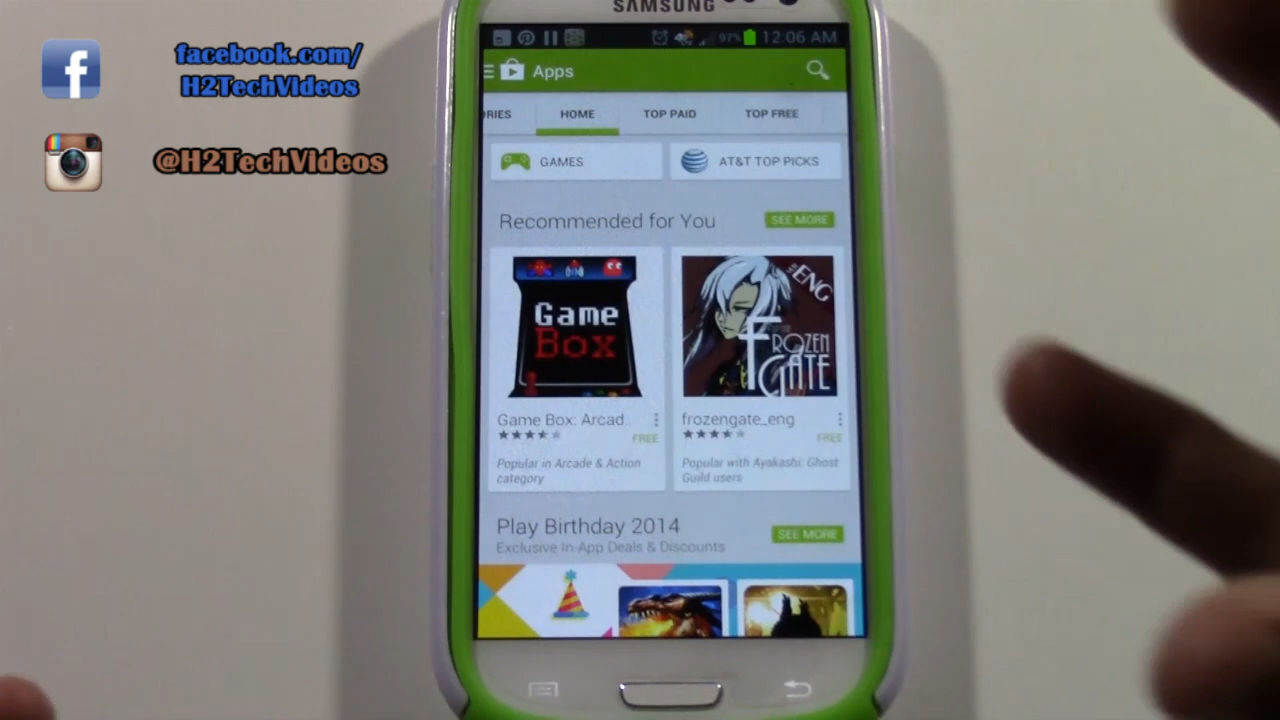 SAMSUNG
facebook.com/
H2TechVideos
@H2TechVideos
97% 12:06 AM
Apps
ORIES HOME TOP PAID TOP FREE
GAMES AT&T TOP PICKS
Recommended for You SEE MORE
Game
Box
ENG
FROZEN
GATE
Game Box: Arcad..
FREE
Popular in Arcade & Action
category
frozengate_eng
FREE
Popular with Ayakashi: Ghost
Guild users
Play Birthday 2014 SEE MORE
Exclusive In-App Deals & Discounts